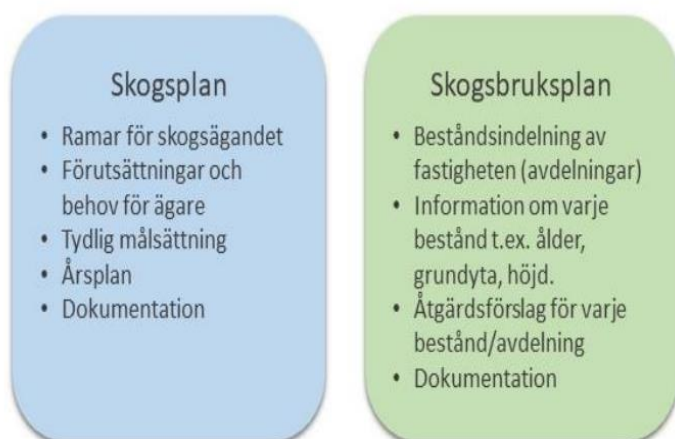 Skogsplan
• Ramar för skogsägandet
• Förutsättningar och
behov för ägare
• Tydlig målsättning
• Årsplan
• Dokumentation
Skogsbruksplan
• Beståndsindelning av
fastigheten (avdelningar)
• Information om varje
bestånd t.ex. ålder,
grundyta, höjd.
• Åtgärdsförslag för varje
bestånd/avdelning
• Dokumentation